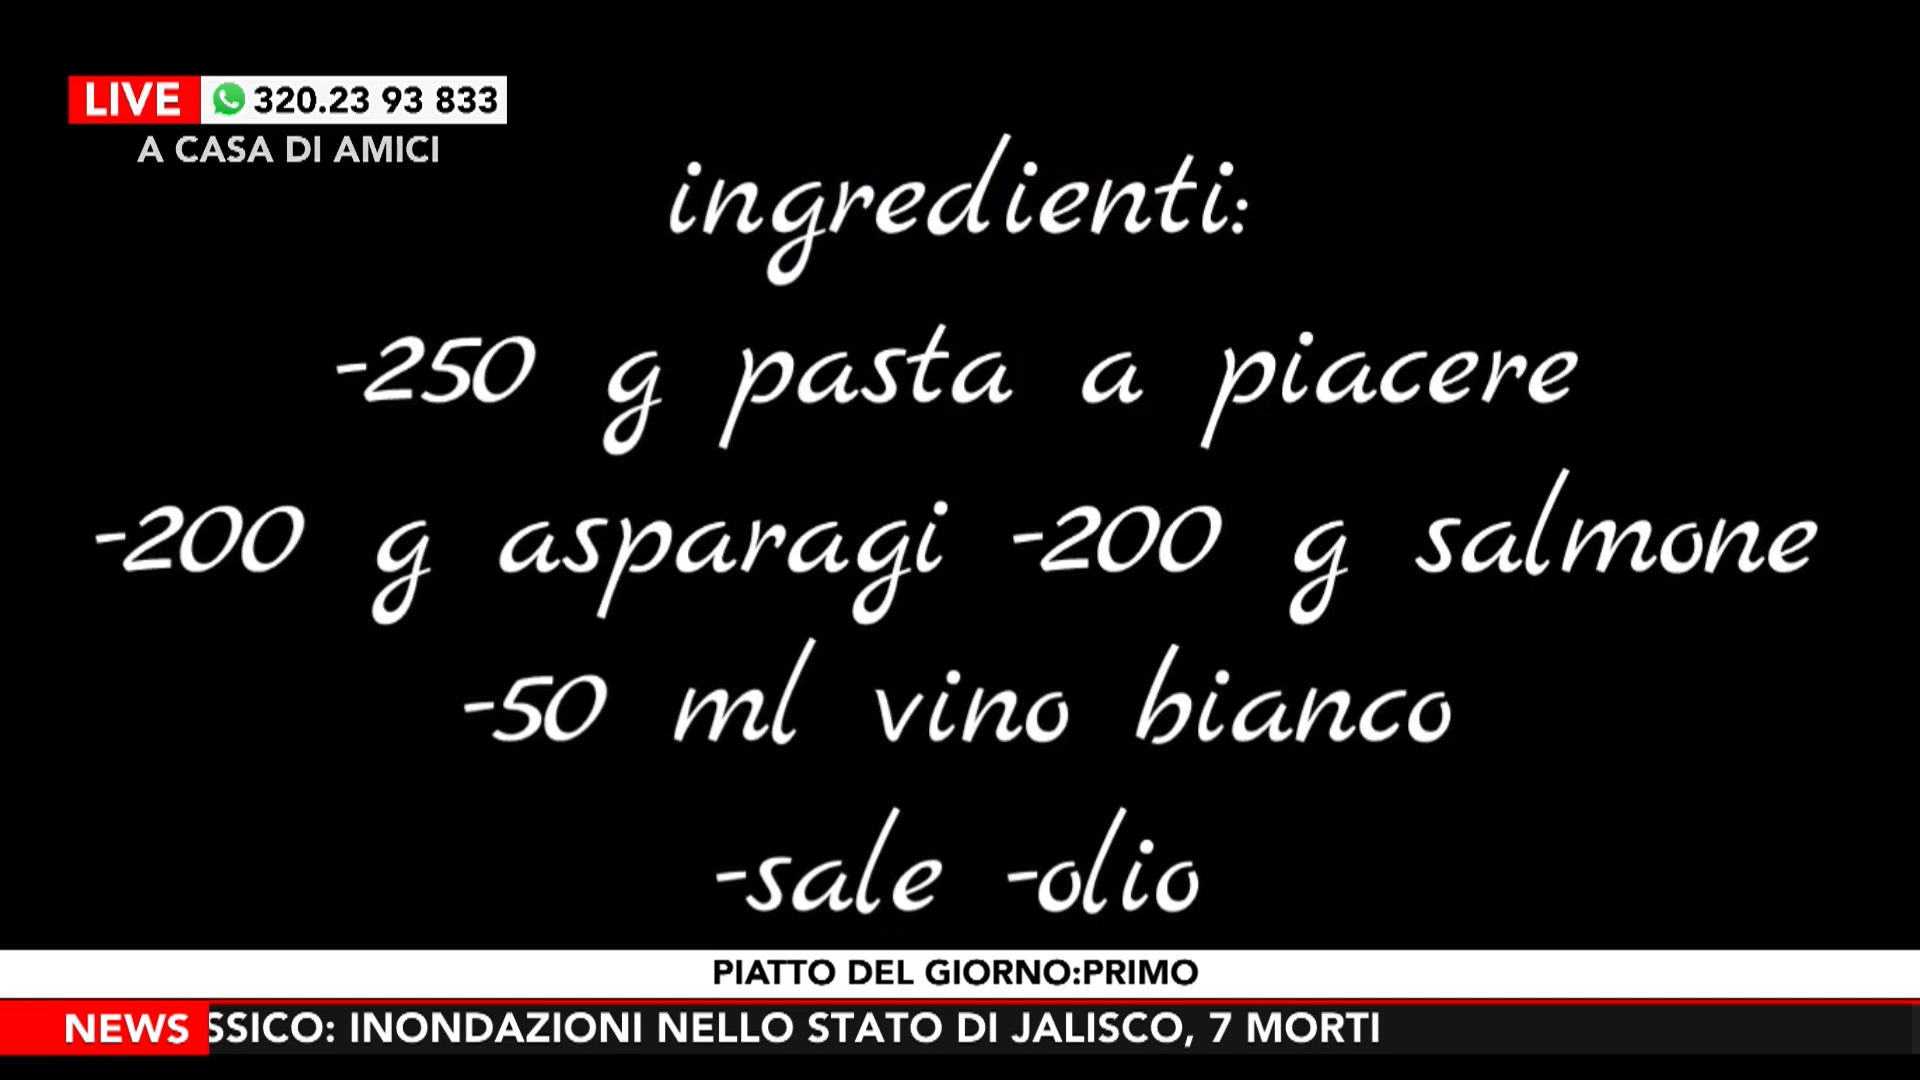 LIVE 320.23 93 833
A CASA DI AMICI
ingredienti:
-250 g pasta a piacere
-200 g asparagi -200 g salmone
-50 ml vino bianco
-sale -olio
PIATTO DEL GIORNO:PRIMO
NEWS SSICO: INONDAZIONI NELLO STATO DI JALISCO, 7 MORTI